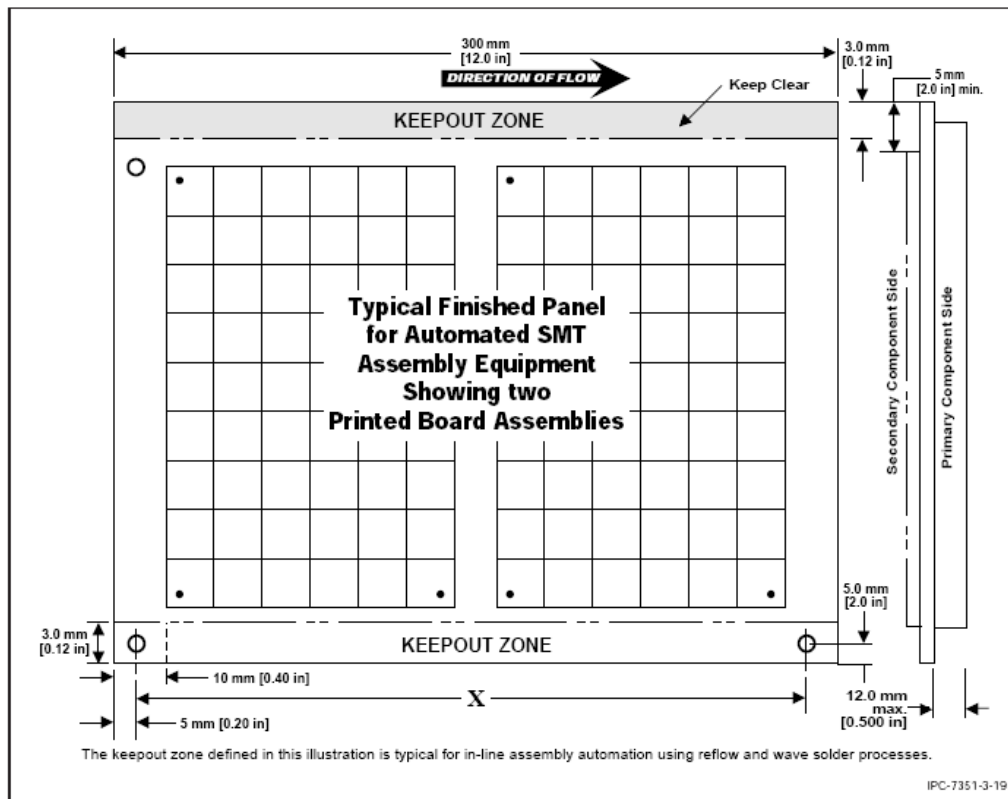 300 mm
[12.0 in]
DIRECTION OF FLOW
3.0 mm
[0.12 in]
5 mm
[2.0 in] min.
Keep Clear
KEEPOUT ZONE
Typical Finished Panel
for Automated SMT
Assembly Equipment
Showing two
Printed Board Assemblies
Secondary Component Side
Primary Component Side
5.0 mm
[2.0 in]
3.0 mm
[0.12 in]
KEEPOUT ZONE
10 mm [0.40 in]
X
12.0 mm
max.
[0.500 in]
5 mm [0.20 in]
The keepout zone defined in this illustration is typical for in-line assembly automation using reflow and wave solder processes.
IPC-7351-3-19